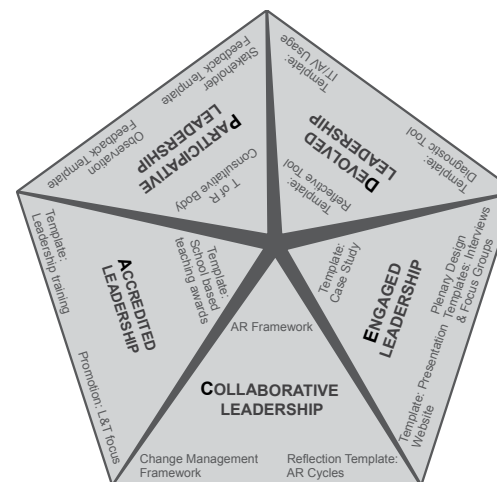 Stakeholder
Feedback Template
PARTICIPATIVE
LEADERSHIP
Observation
Feedback Template
T of R
Consultative Body
Template:
IT/AV Usage
DEVOLVED
LEADERSHIP
Template:
Diagnostic Tool
Template:
Reflective Tool
Template:
Leadership training
ACCREDITED
LEADERSHIP
Template:
School based
teaching awards
Promotion: L&T focus
Template:
Case Study
ENGAGED
LEADERSHIP
Plenary Design
Templates: Interviews
& Focus Groups
Template: Presentation
Website
AR Framework
COLLABORATIVE
LEADERSHIP
Change Management
Framework
Reflection Template:
AR Cycles